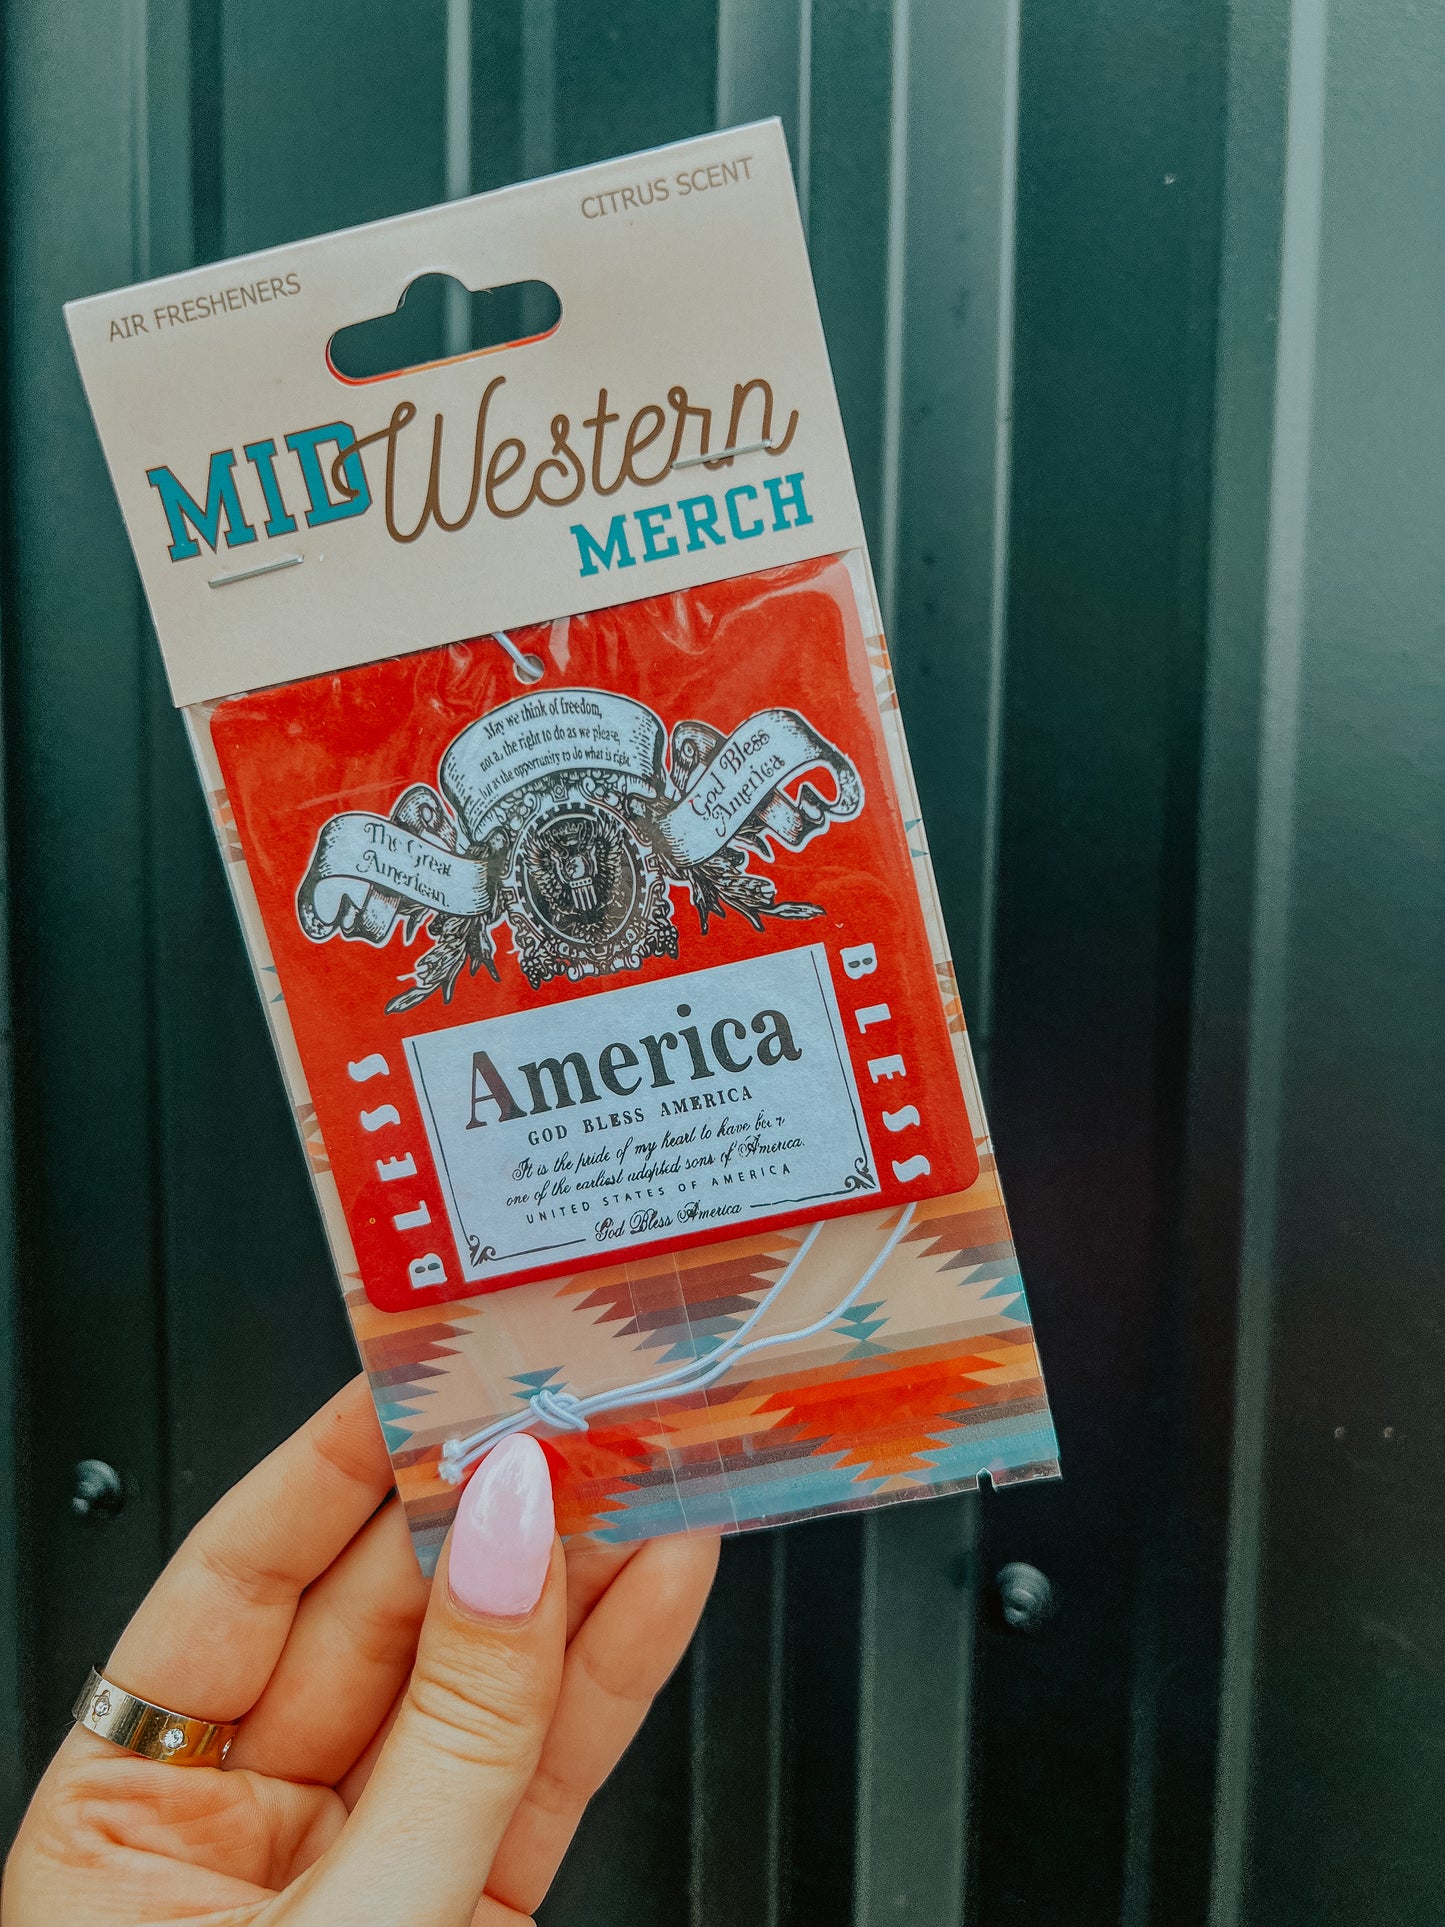 AIR FRESHENERS
CITRUS SCENT
MIDWestern
MERCH
May we think of freedom,
not as the right to do as we please,
but as the opportunity to do what is right
The Great
American
God Bless
America
BLESS
BLESS
America
GOD BLESS AMERICA
It is the pride of my heart to have been
one of the earliest adopted sons of America.
UNITED STATES OF AMERICA
God Bless America